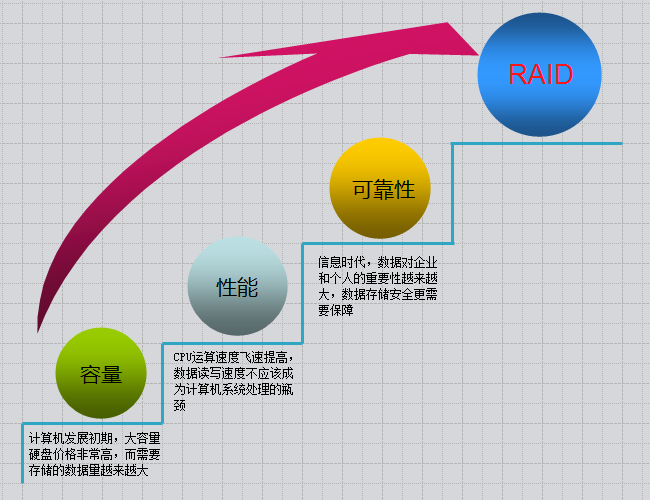 RAID
可靠性
信息时代，数据对企业
和个人的重要性越来越
大，数据存储安全更需
要保障
性能
CPU运算速度飞速提高，
数据读写速度不应该成
为计算机系统处理的瓶
颈
容量
计算机发展初期，大容量
硬盘价格非常高，而需要
存储的数据量越来越大